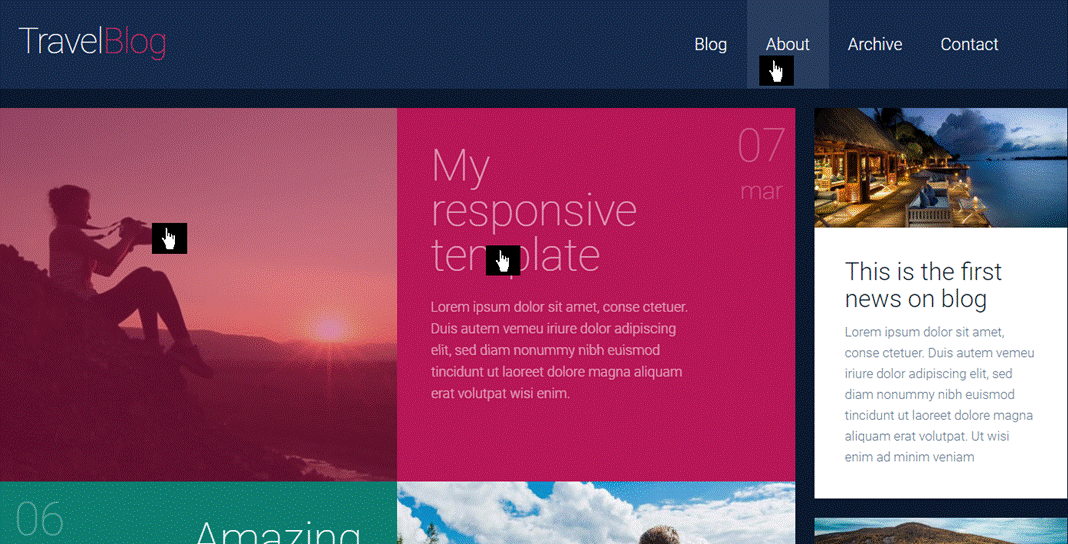 TravelBlog
Blog
About
Archive
Contact
My
responsive
template
07
mar
Lorem ipsum dolor sit amet, conse ctetuer.
Duis autem vemeu iriure dolor adipiscing
elit, sed diam nonummy nibh euismod
tincidunt ut laoreet dolore magna aliquam
erat volutpat wisi enim.
This is the first
news on blog
Lorem ipsum dolor sit amet,
conse ctetuer. Duis autem vemeu
iriure dolor adipiscing elit, sed
diam nonummy nibh euismod
tincidunt ut laoreet dolore magna
aliquam erat volutpat. Ut wisi
enim ad minim veniam
06
Amazing